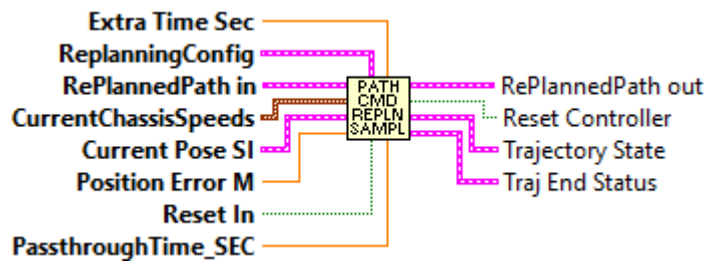 Extra Time Sec
ReplanningConfig
RePlannedPath in
CurrentChassisSpeeds
Current Pose SI
Position Error M
Reset In
PassthroughTime_SEC
PATH
CMD
REPLN
SAMPL
RePlannedPath out
Reset Controller
Trajectory State
Traj End Status